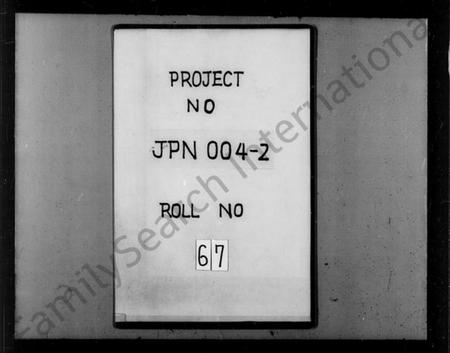 PROJECT
NO
JPN 004-2
ROLL NO
67
FamilySearch International